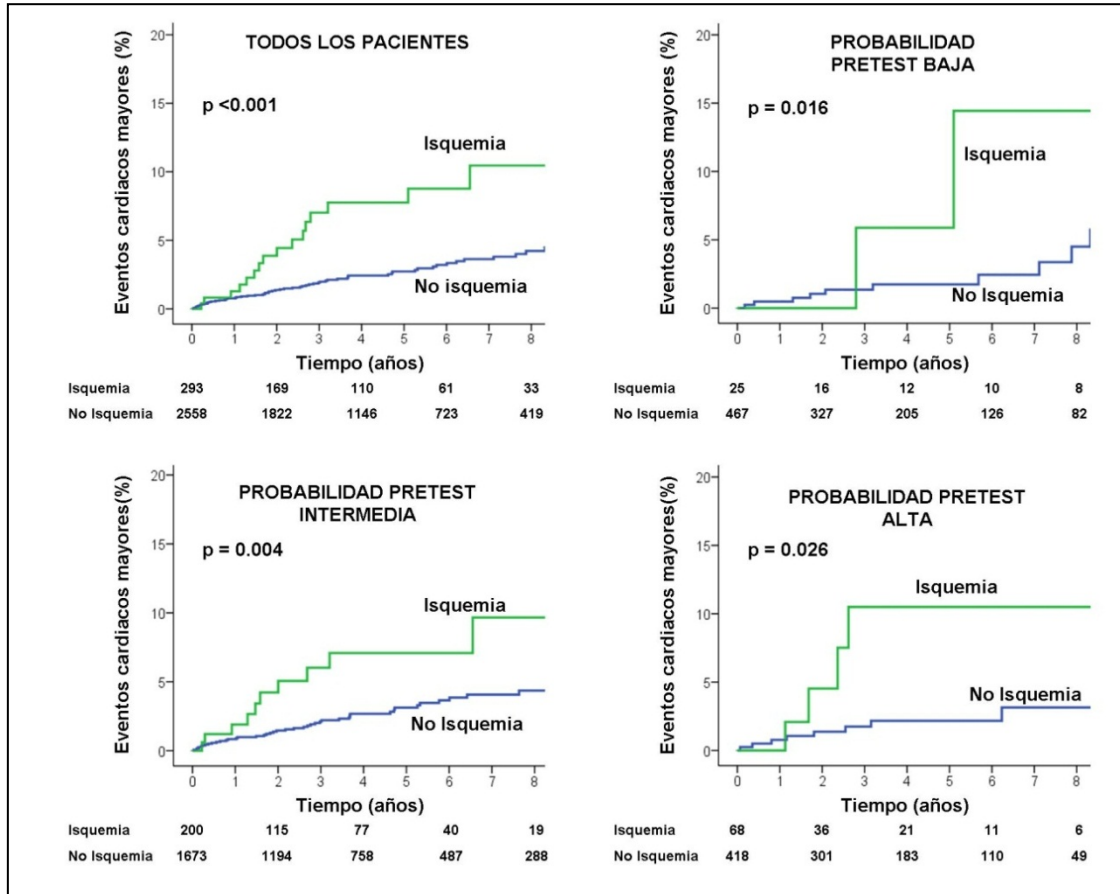 TODOS LOS PACIENTES
p <0.001
Isquemia
No isquemia
Eventos cardiacos mayores (%)
20
15
10
5
0
0 1 2 3 4 5 6 7 8
Tiempo (años)
Isquemia 293 169 110 61 33
No Isquemia 2558 1822 1146 723 419
PROBABILIDAD
PRETEST BAJA
p = 0.016
Isquemia
No Isquemia
Eventos cardiacos mayores (%)
20
15
10
5
0
0 1 2 3 4 5 6 7 8
Tiempo (años)
Isquemia 25 16 12 10 8
No Isquemia 467 327 205 126 82
PROBABILIDAD PRETEST
INTERMEDIA
p = 0.004
Isquemia
No Isquemia
Eventos cardiacos mayores(%)
20
15
10
5
0
0 1 2 3 4 5 6 7 8
Tiempo (años)
Isquemia 200 115 77 40 19
No Isquemia 1673 1194 758 487 288
PROBABILIDAD PRETEST
ALTA
p = 0.026
Isquemia
No Isquemia
Eventos cardiacos mayores (%)
20
15
10
5
0
0 1 2 3 4 5 6 7 8
Tiempo (años)
Isquemia 68 36 21 11 6
No Isquemia 418 301 183 110 49